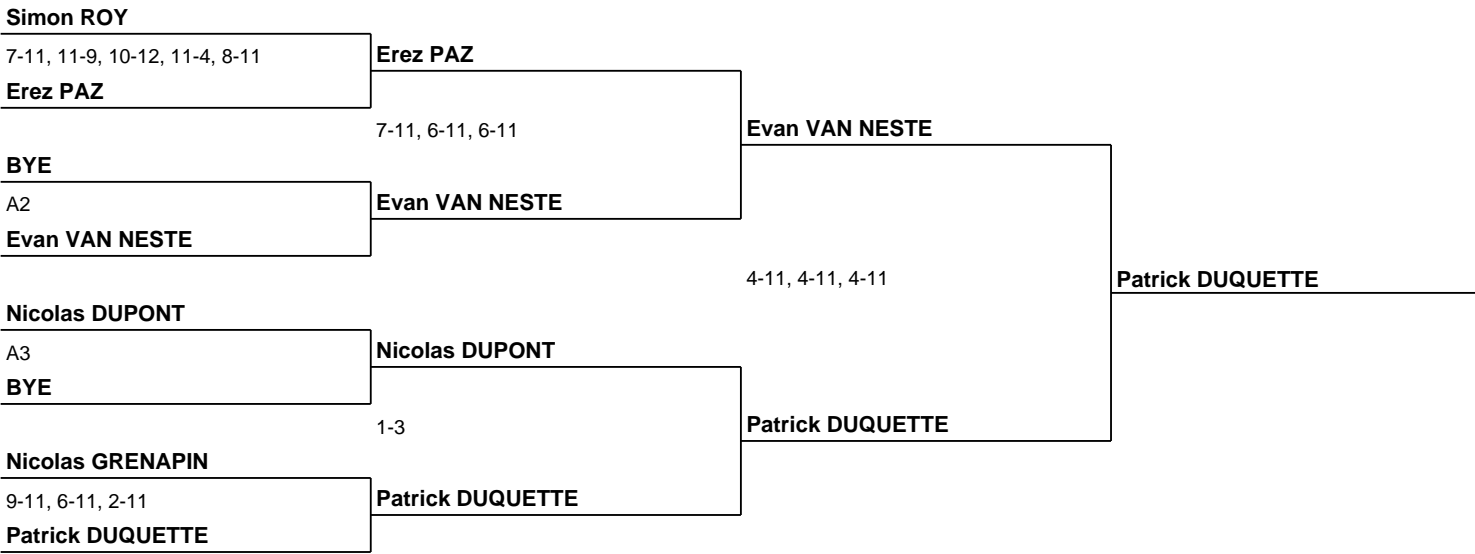 Simon ROY
7-11, 11-9, 10-12, 11-4, 8-11
Erez PAZ
Erez PAZ
7-11, 6-11, 6-11
Evan VAN NESTE
BYE
A2
Evan VAN NESTE
Evan VAN NESTE
4-11, 4-11, 4-11
Patrick DUQUETTE
Nicolas DUPONT
A3
Nicolas DUPONT
BYE
1-3
Patrick DUQUETTE
Nicolas GRENAPIN
9-11, 6-11, 2-11
Patrick DUQUETTE
Patrick DUQUETTE